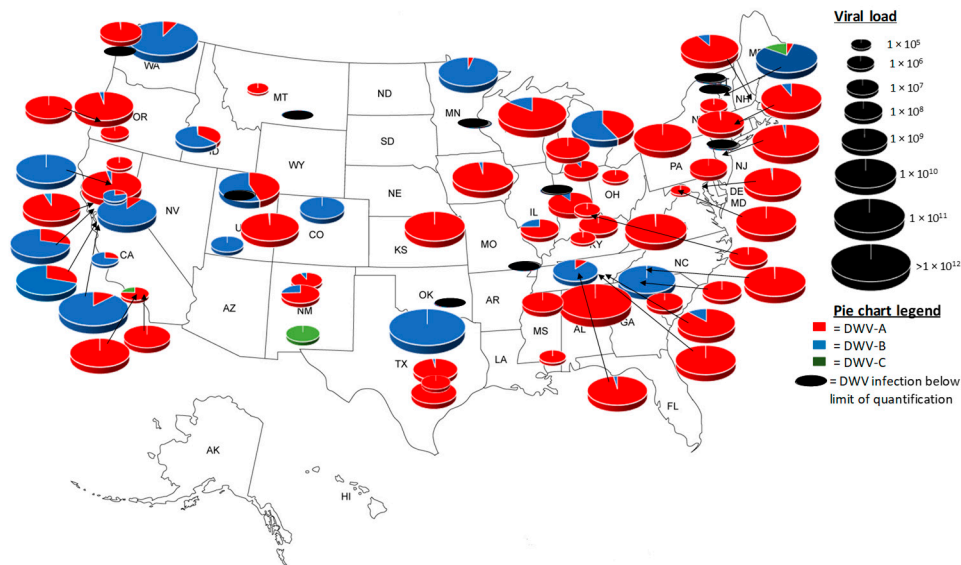 Viral load
1 × 10⁵
1 × 10⁶
1 × 10⁷
1 × 10⁸
1 × 10⁹
1 × 10¹⁰
1 × 10¹¹
>1 × 10¹²
Pie chart legend
= DWV-A
= DWV-B
= DWV-C
= DWV infection below
limit of quantification
WA
MT
ND
MN
OR
ID
SD
WY
NH
PA
NJ
NE
OH
DE
MD
NV
IL
CO
KS
MO
KY
CA
NC
OK
AZ
NM
AR
MS
AL
GA
TX
LA
FL
AK
HI